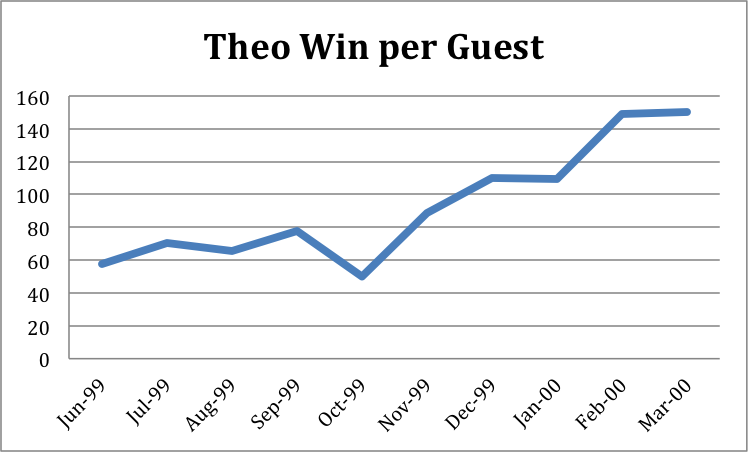 Theo Win per Guest
160
140
120
100
80
60
40
20
0
Jun-99
Jul-99
Aug-99
Sep-99
Oct-99
Nov-99
Dec-99
Jan-00
Feb-00
Mar-00